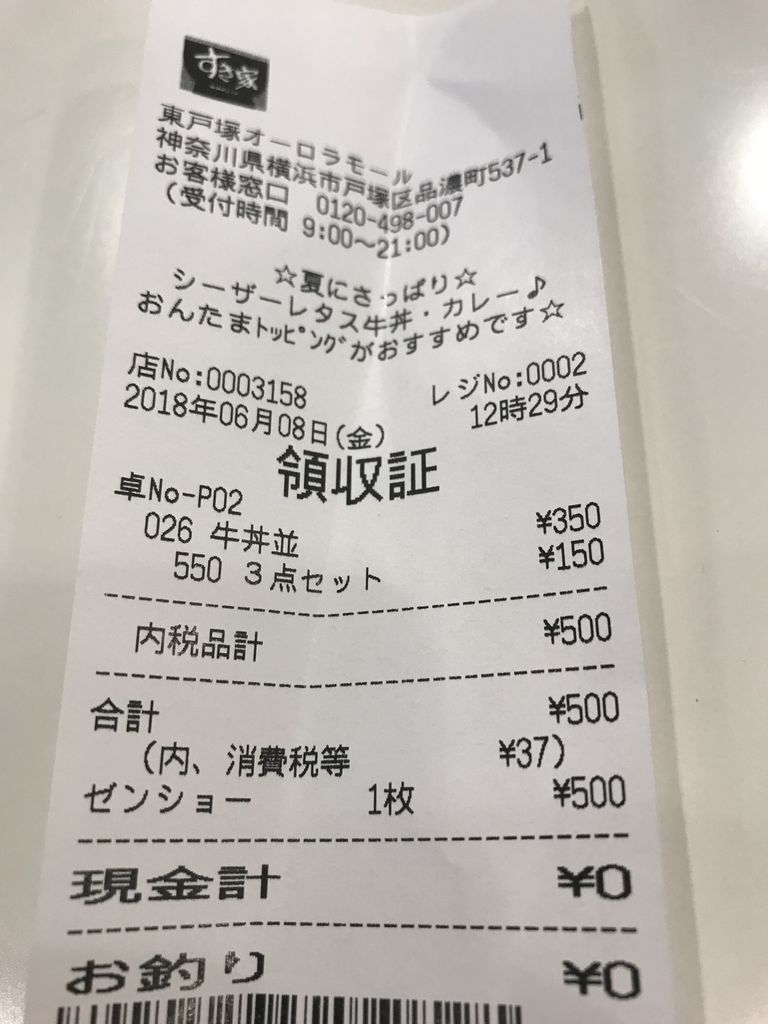 すき家
東戸塚オーロラモール
神奈川県横浜市戸塚区品濃町537-1
お客様窓口 0120-498-007
(受付時間 9:00～21:00)
☆夏にさっぱり☆
シーザーレタス牛丼・カレー♪
おんたまﾄｯﾋﾟﾝｸﾞがおすすめです☆
店No:0003158 レジNo:0002
2018年06月08日(金) 12時29分
領収証
卓No-P02
026 牛丼並 ¥350
550 3点セット ¥150
内税品計 ¥500
合計 ¥500
(内、消費税等 ¥37)
ゼンショー 1枚 ¥500
現金計 ¥0
お釣り ¥0